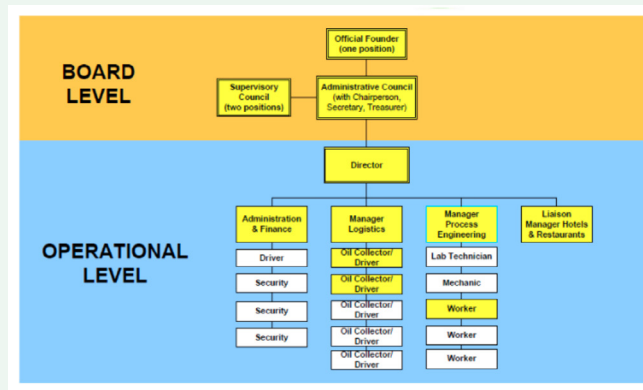 BOARD
LEVEL
Official Founder
(one position)
Supervisory
Council
(two positions)
Administrative Council
(with Chairperson,
Secretary, Treasurer)
OPERATIONAL
LEVEL
Director
Administration
& Finance
Driver
Security
Security
Security
Manager
Logistics
Oil Collector/
Driver
Oil Collector/
Driver
Oil Collector/
Driver
Oil Collector/
Driver
Oil Collector/
Driver
Manager
Process
Engineering
Lab Technician
Mechanic
Worker
Worker
Worker
Liaison
Manager Hotels
& Restaurants